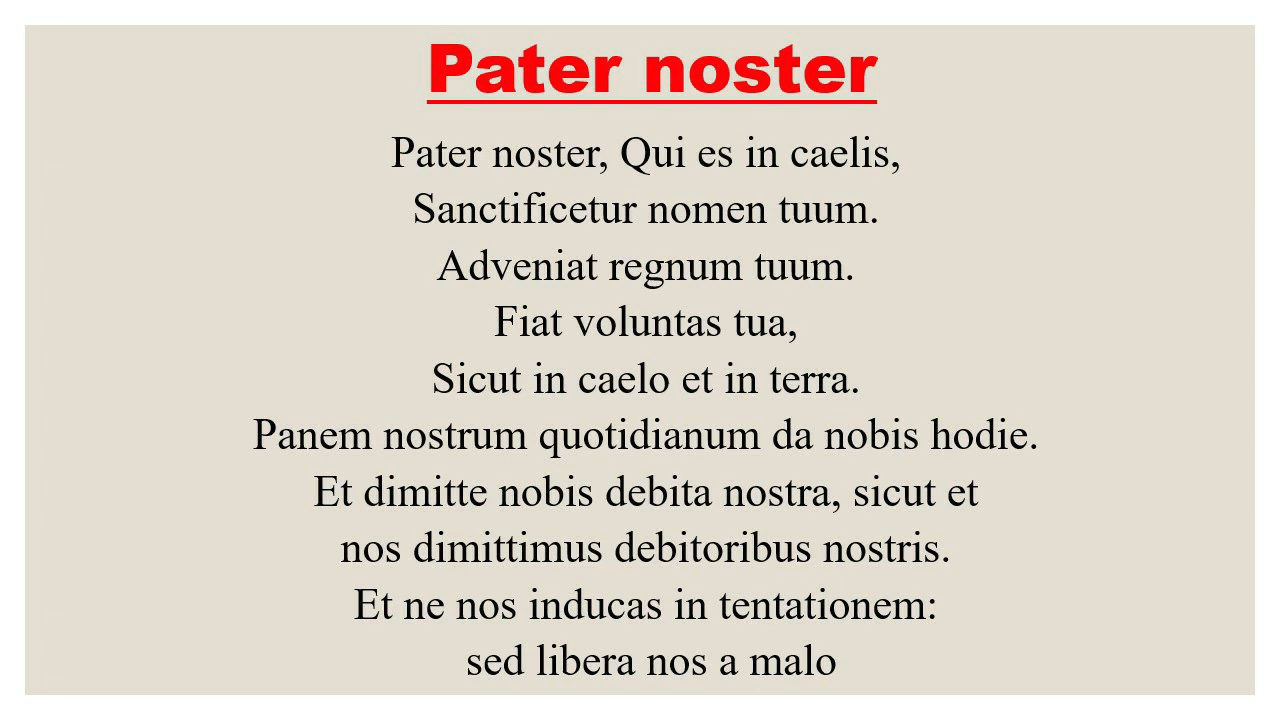 Pater noster
Pater noster, Qui es in caelis,
Sanctificetur nomen tuum.
Adveniat regnum tuum.
Fiat voluntas tua,
Sicut in caelo et in terra.
Panem nostrum quotidianum da nobis hodie.
Et dimitte nobis debita nostra, sicut et
nos dimittimus debitoribus nostris.
Et ne nos inducas in tentationem:
sed libera nos a malo